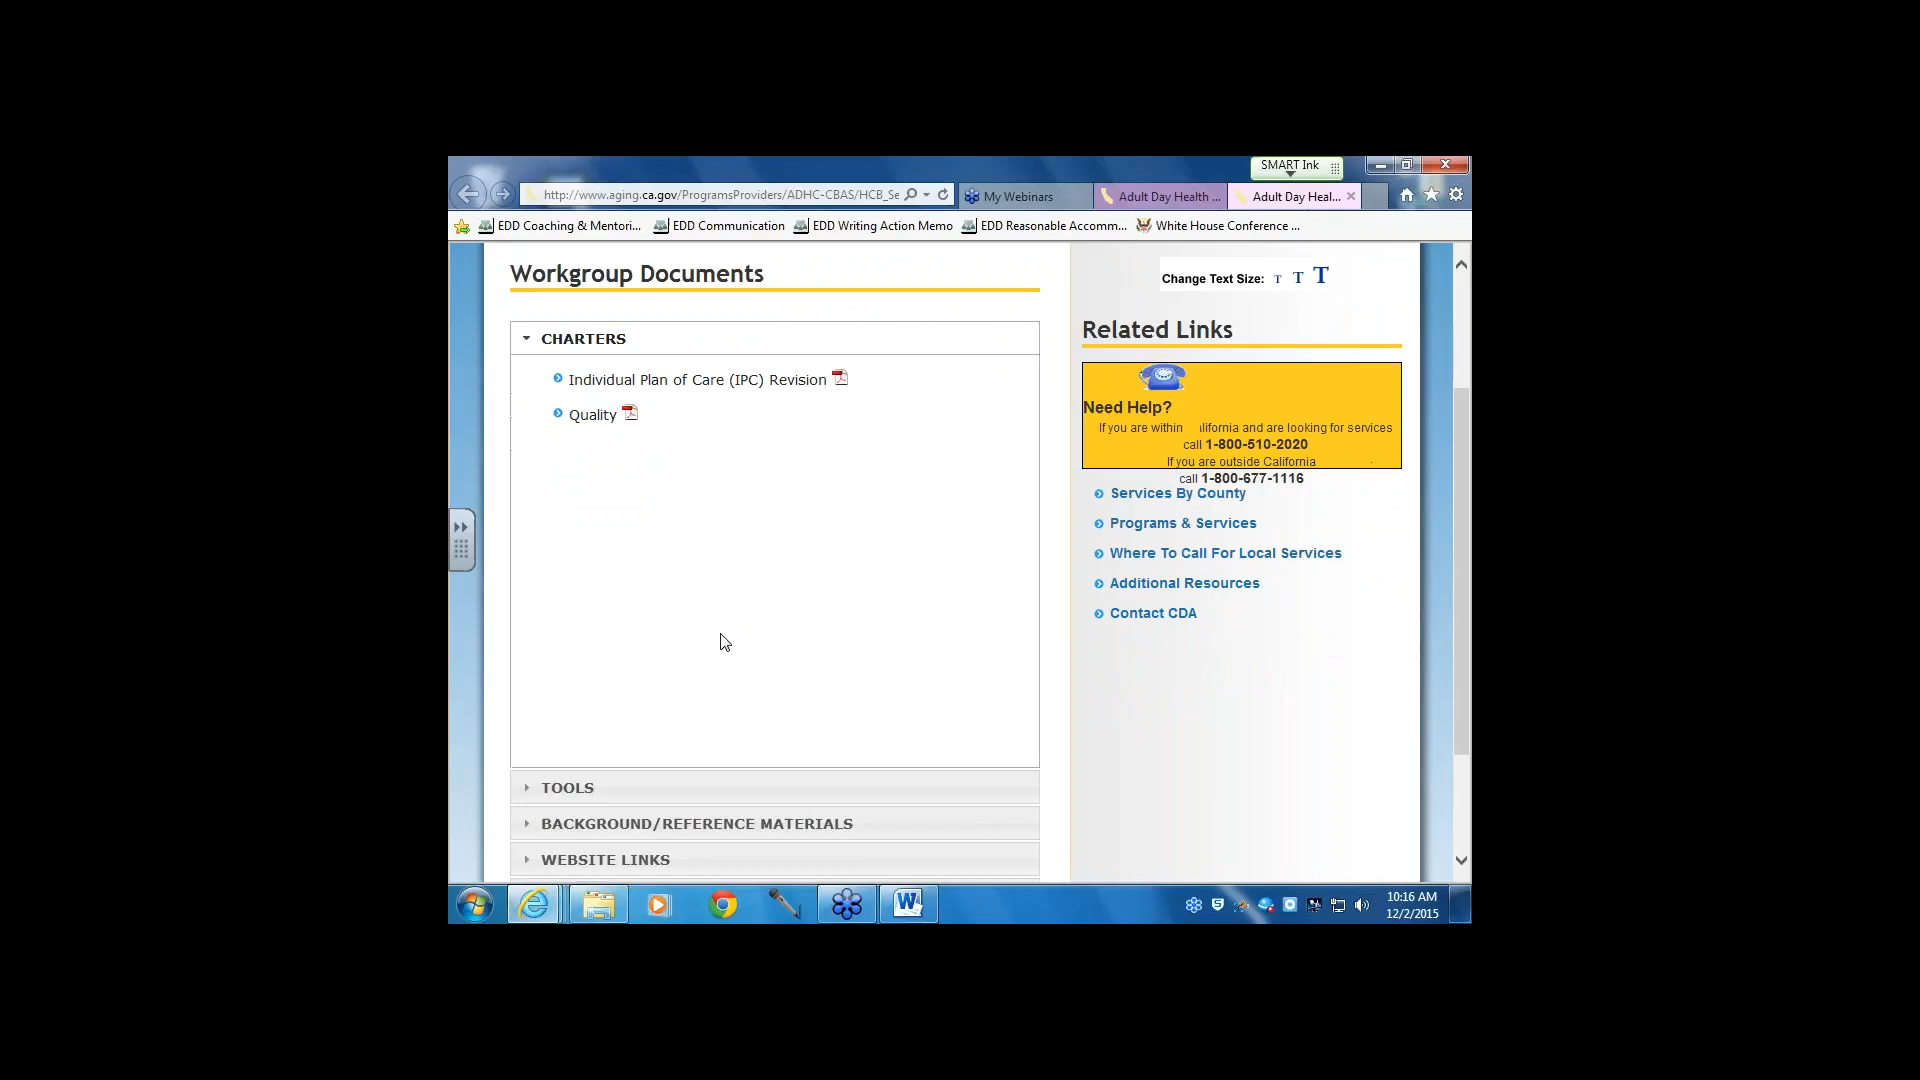 SMART Ink
http://www.aging.ca.gov/ProgramsProviders/ADHC-CBAS/HCB_Se
My Webinars
Adult Day Health ...
Adult Day Heal...
EDD Coaching & Mentori...
EDD Communication
EDD Writing Action Memo
EDD Reasonable Accomm...
White House Conference ...
Workgroup Documents
CHARTERS
Individual Plan of Care (IPC) Revision
Quality
TOOLS
BACKGROUND/REFERENCE MATERIALS
WEBSITE LINKS
Change Text Size: T T T
Related Links
Need Help?
If you are within lifornia and are looking for services
call 1-800-510-2020
If you are outside California
call 1-800-677-1116
Services By County
Programs & Services
Where To Call For Local Services
Additional Resources
Contact CDA
10:16 AM
12/2/2015